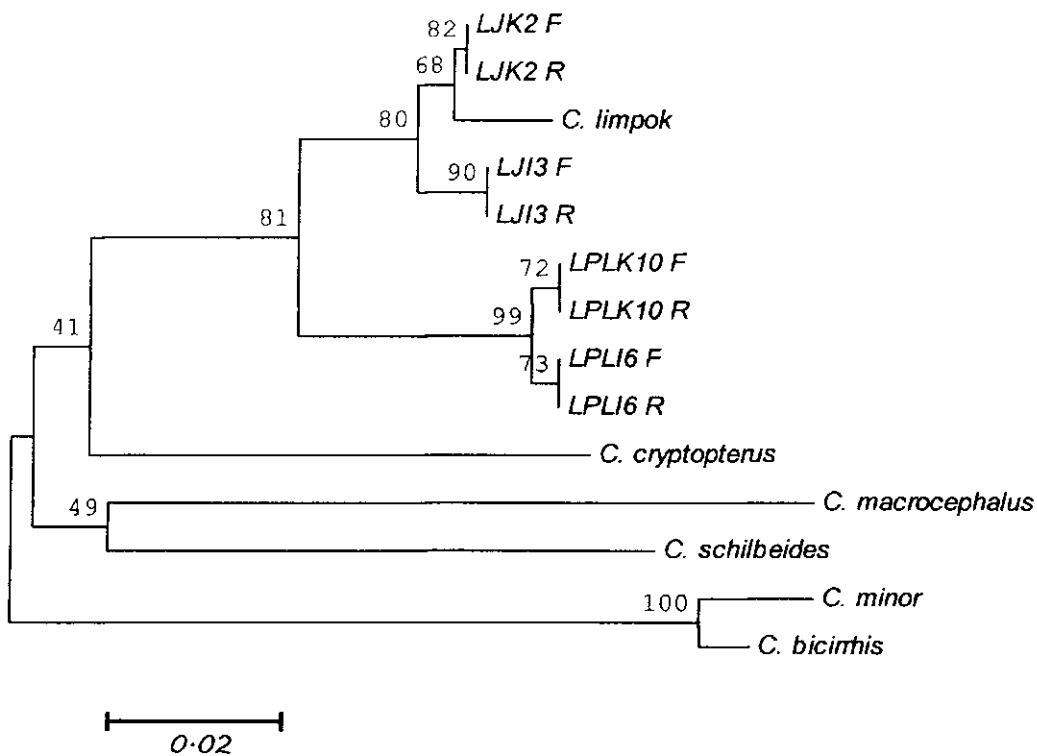 82 LJK2 F
68 LJK2 R
C. limpok
80
90 LJI3 F
LJI3 R
81
72 LPLK10 F
LPLK10 R
99
73 LPLI6 F
LPLI6 R
41
C. cryptopterus
49 C. macrocephalus
C. schilbeides
100 C. minor
C. bicirrhis
0.02